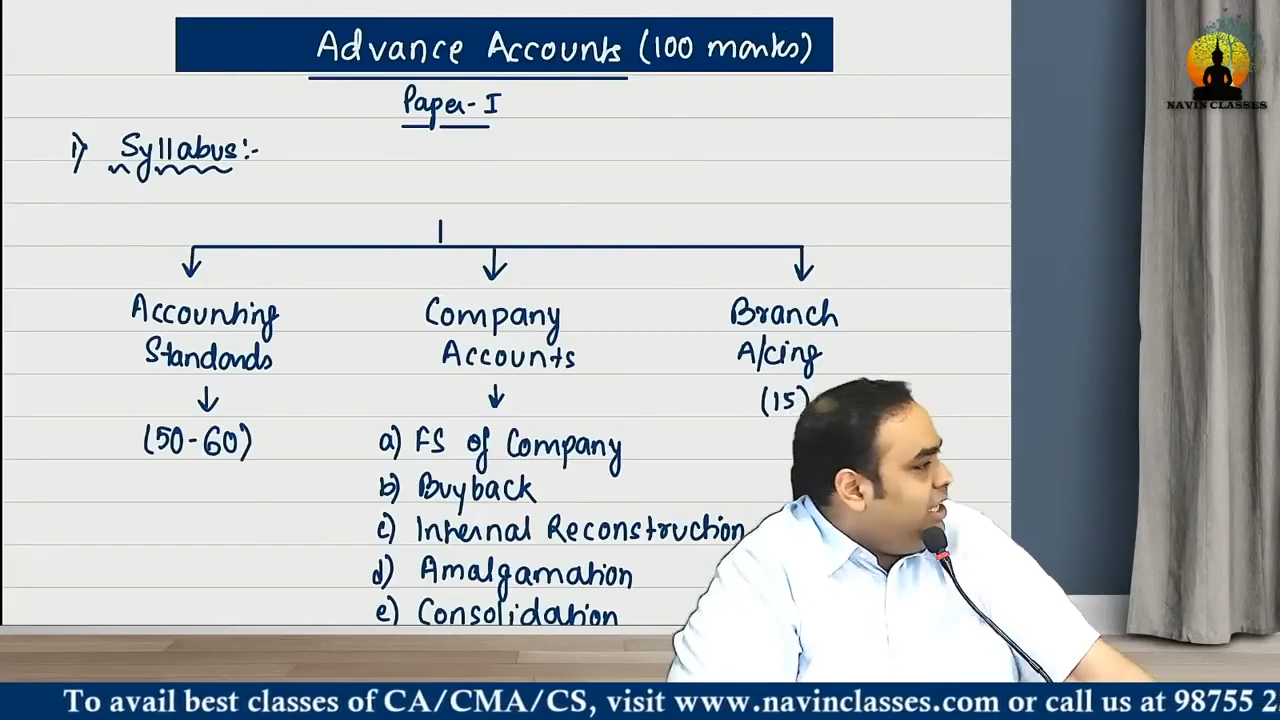 Advance Accounts (100 marks)
Paper-I
1) Syllabus:-
Accounting Standards
(50-60)
Company Accounts
a) FS of Company
b) Buyback
c) Internal Reconstruction
d) Amalgamation
e) Consolidation
Branch A/cing
(15)
NAVIN CLASSES
To avail best classes of CA/CMA/CS, visit www.navinclasses.com or call us at 98755 2